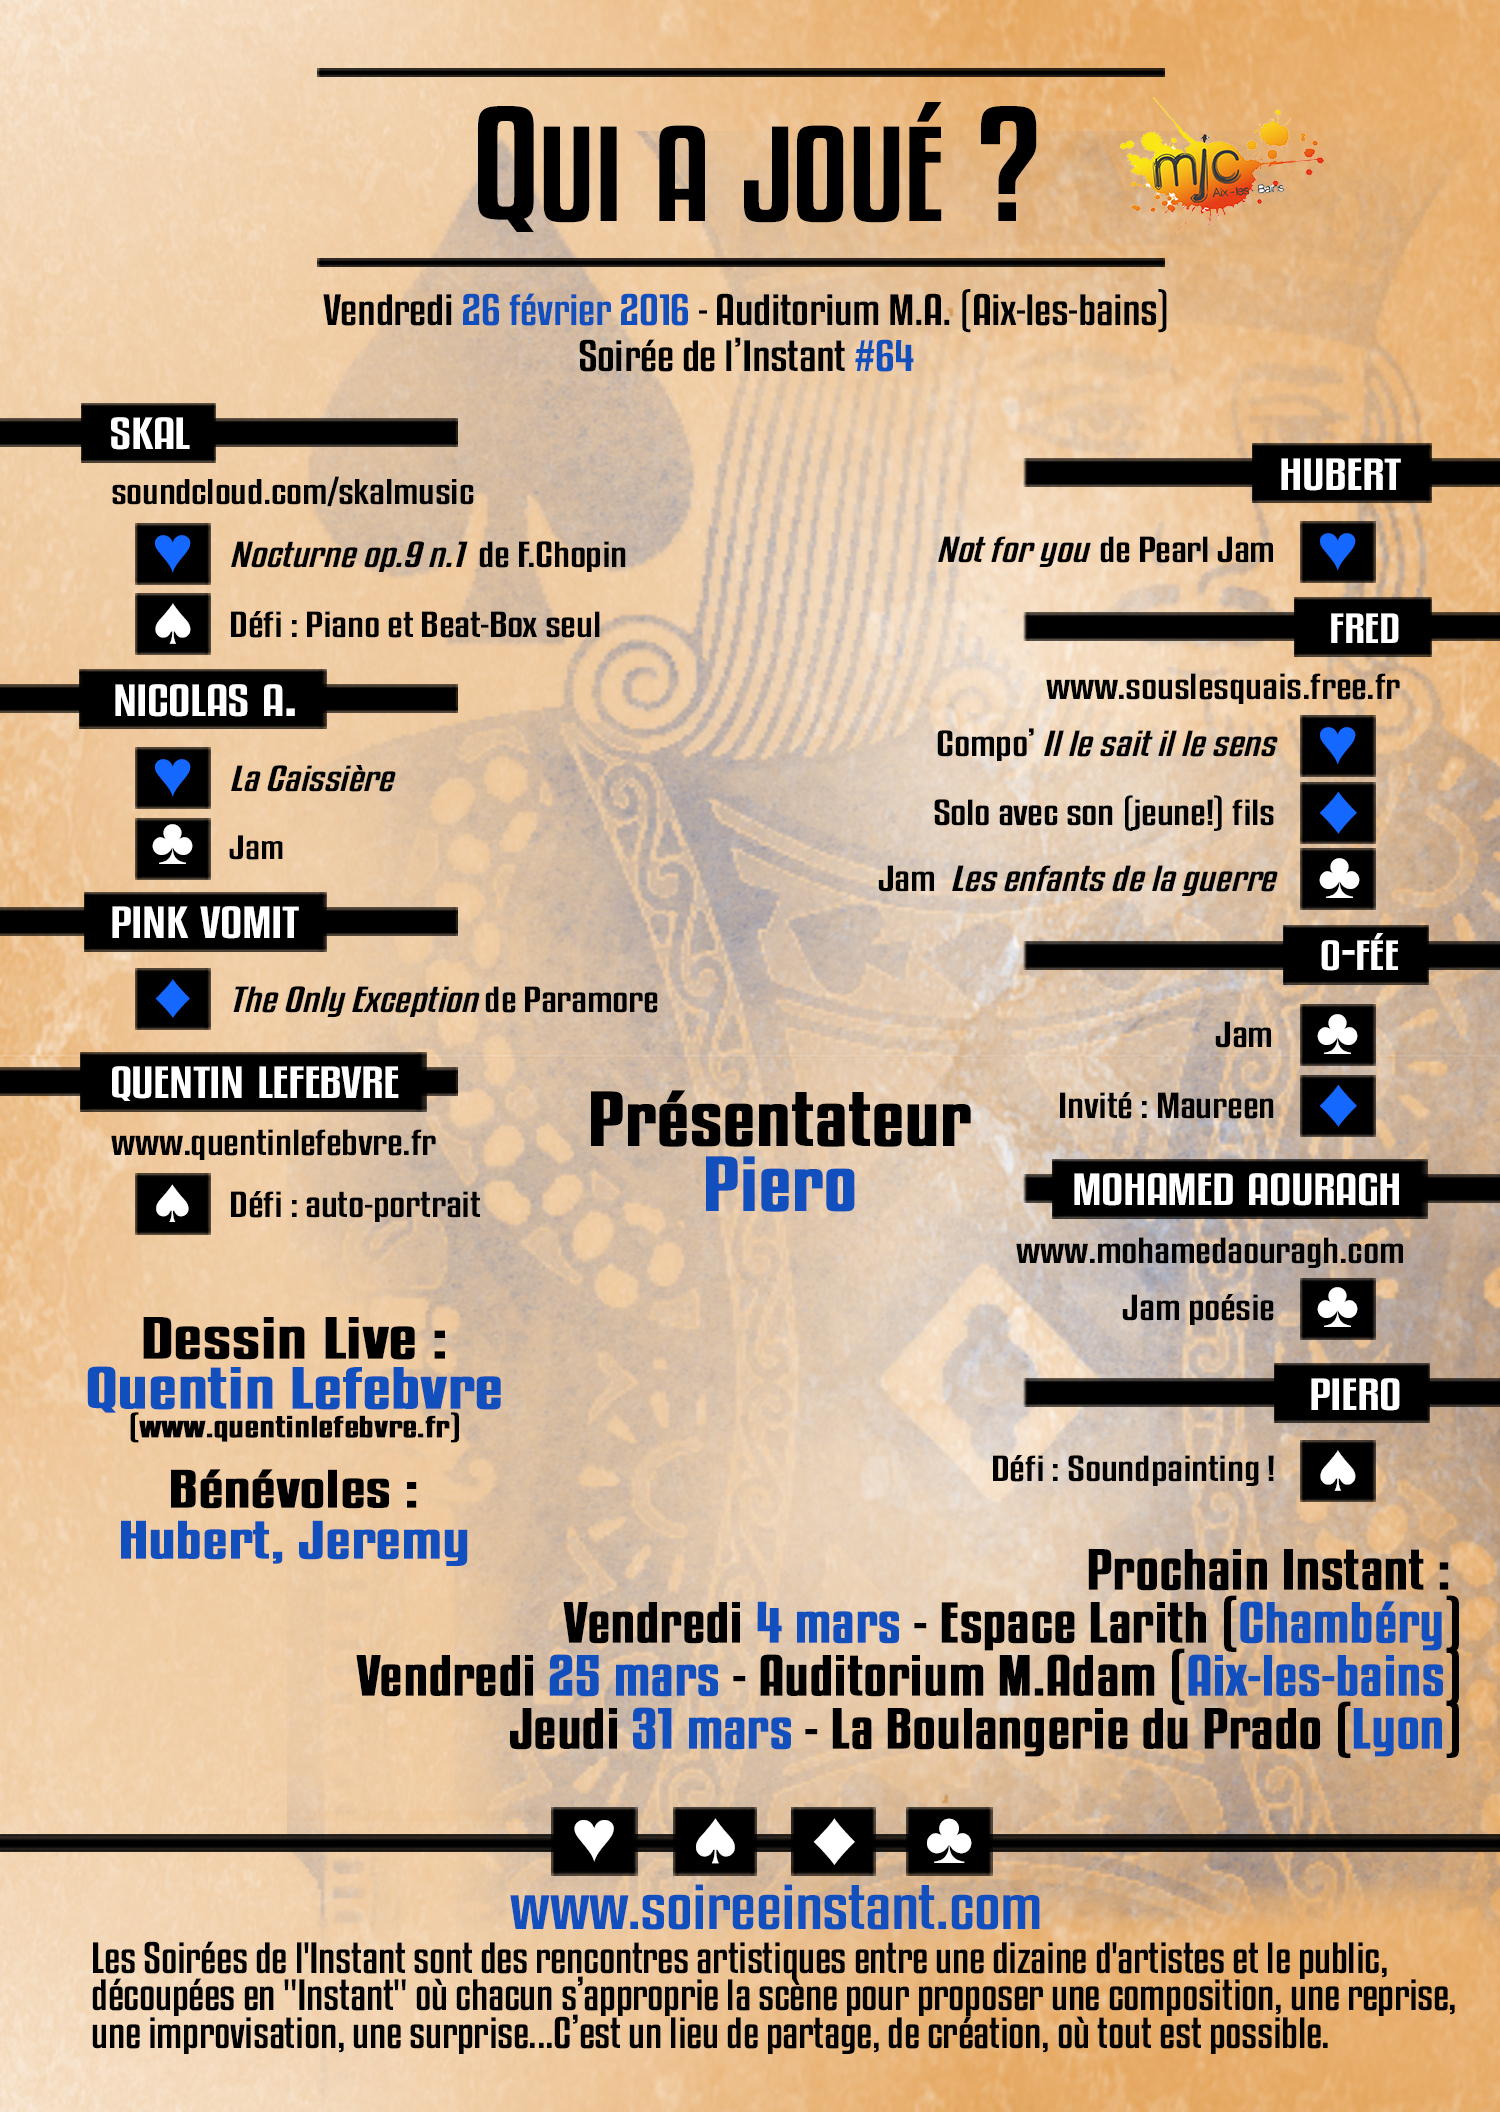 QUI A JOUÉ ?
mjc
Aix-les-Bains
Vendredi 26 février 2016 - Auditorium M.A. (Aix-les-bains)
Soirée de l'Instant #64
SKAL
soundcloud.com/skalmusic
Nocturne op.9 n.1 de F.Chopin
Défi : Piano et Beat-Box seul
NICOLAS A.
La Caissière
Jam
PINK VOMIT
The Only Exception de Paramore
QUENTIN LEFEBVRE
www.quentinlefebvre.fr
Défi : auto-portrait
HUBERT
Not for you de Pearl Jam
FRED
www.souslesquais.free.fr
Compo' Il le sait il le sens
Solo avec son (jeune!) fils
Jam Les enfants de la guerre
O-FÉE
Jam
Invité : Maureen
MOHAMED AOURAGH
www.mohamedaouragh.com
Jam poésie
PIERO
Défi : Soundpainting !
Présentateur
Piero
Dessin Live :
Quentin Lefebvre
(www.quentinlefebvre.fr)
Bénévoles :
Hubert, Jeremy
Prochain Instant :
Vendredi 4 mars - Espace Larith (Chambéry)
Vendredi 25 mars - Auditorium M.Adam (Aix-les-bains)
Jeudi 31 mars - La Boulangerie du Prado (Lyon)
www.soireeinstant.com
Les Soirées de l'Instant sont des rencontres artistiques entre une dizaine d'artistes et le public,
découpées en "Instant" où chacun s'approprie la scène pour proposer une composition, une reprise,
une improvisation, une surprise...C'est un lieu de partage, de création, où tout est possible.